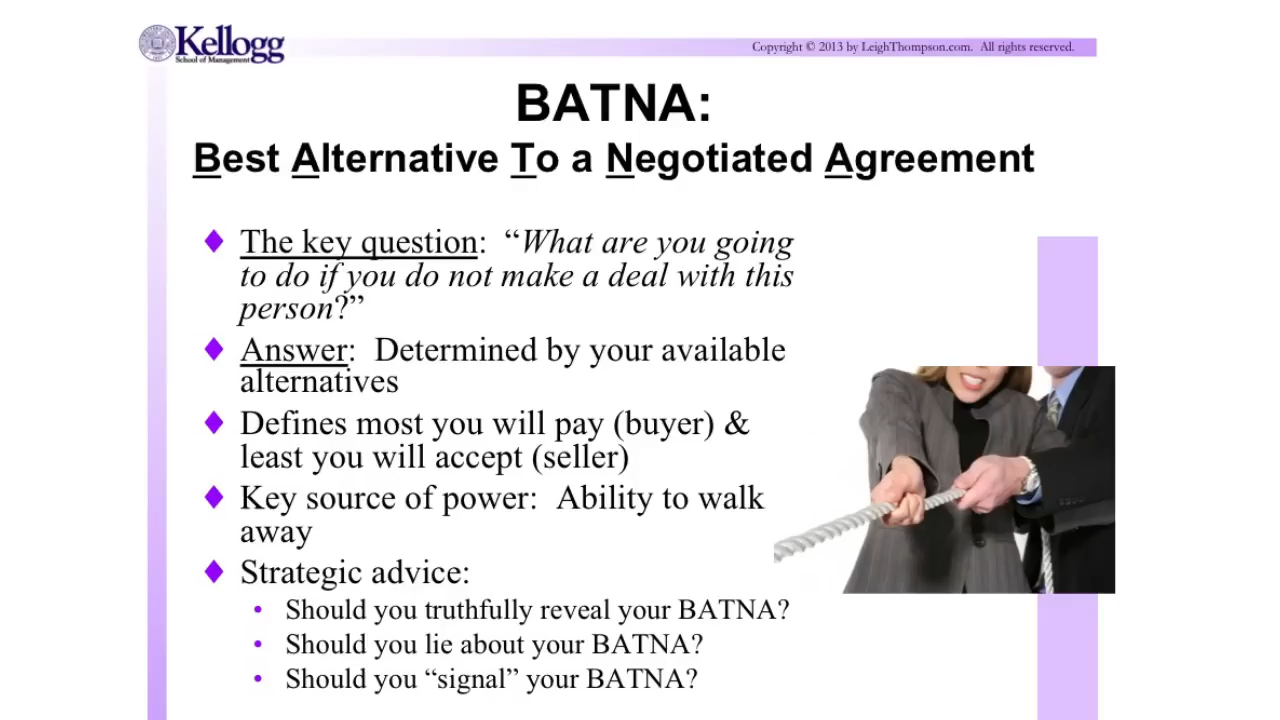 Kellogg
School of Management
Copyright © 2013 by LeighThompson.com. All rights reserved.
BATNA:
Best Alternative To a Negotiated Agreement
The key question: “What are you going
to do if you do not make a deal with this
person?”
Answer: Determined by your available
alternatives
Defines most you will pay (buyer) &
least you will accept (seller)
Key source of power: Ability to walk
away
Strategic advice:
• Should you truthfully reveal your BATNA?
• Should you lie about your BATNA?
• Should you “signal” your BATNA?